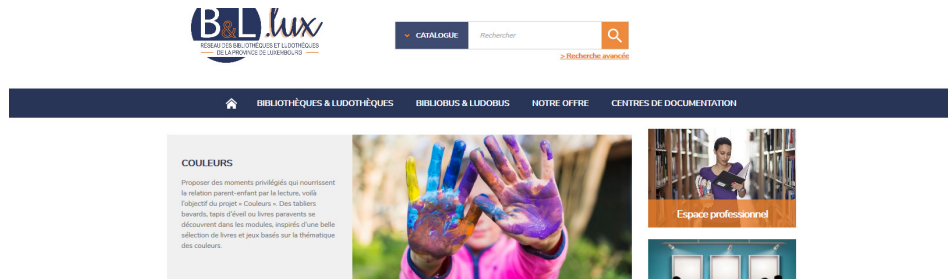 B&L.lux
RÉSEAU DES BIBLIOTHÈQUES ET LUDOTHÈQUES
DE LA PROVINCE DE LUXEMBOURG
CATALOGUE
Rechercher
> Recherche avancée
BIBLIOTHÈQUES & LUDOTHÈQUES BIBLIOBUS & LUDOBUS NOTRE OFFRE CENTRES DE DOCUMENTATION
COULEURS
Proposer des moments privilégiés qui nourrissent
la relation parent-enfant par la lecture, voilà
l'objectif du projet « Couleurs ». Des tabliers
bavards, tapis d'éveil ou livres paravents se
découvrent dans les modules, inspirés d'une belle
sélection de livres et jeux basés sur la thématique
des couleurs.
Espace professionnel